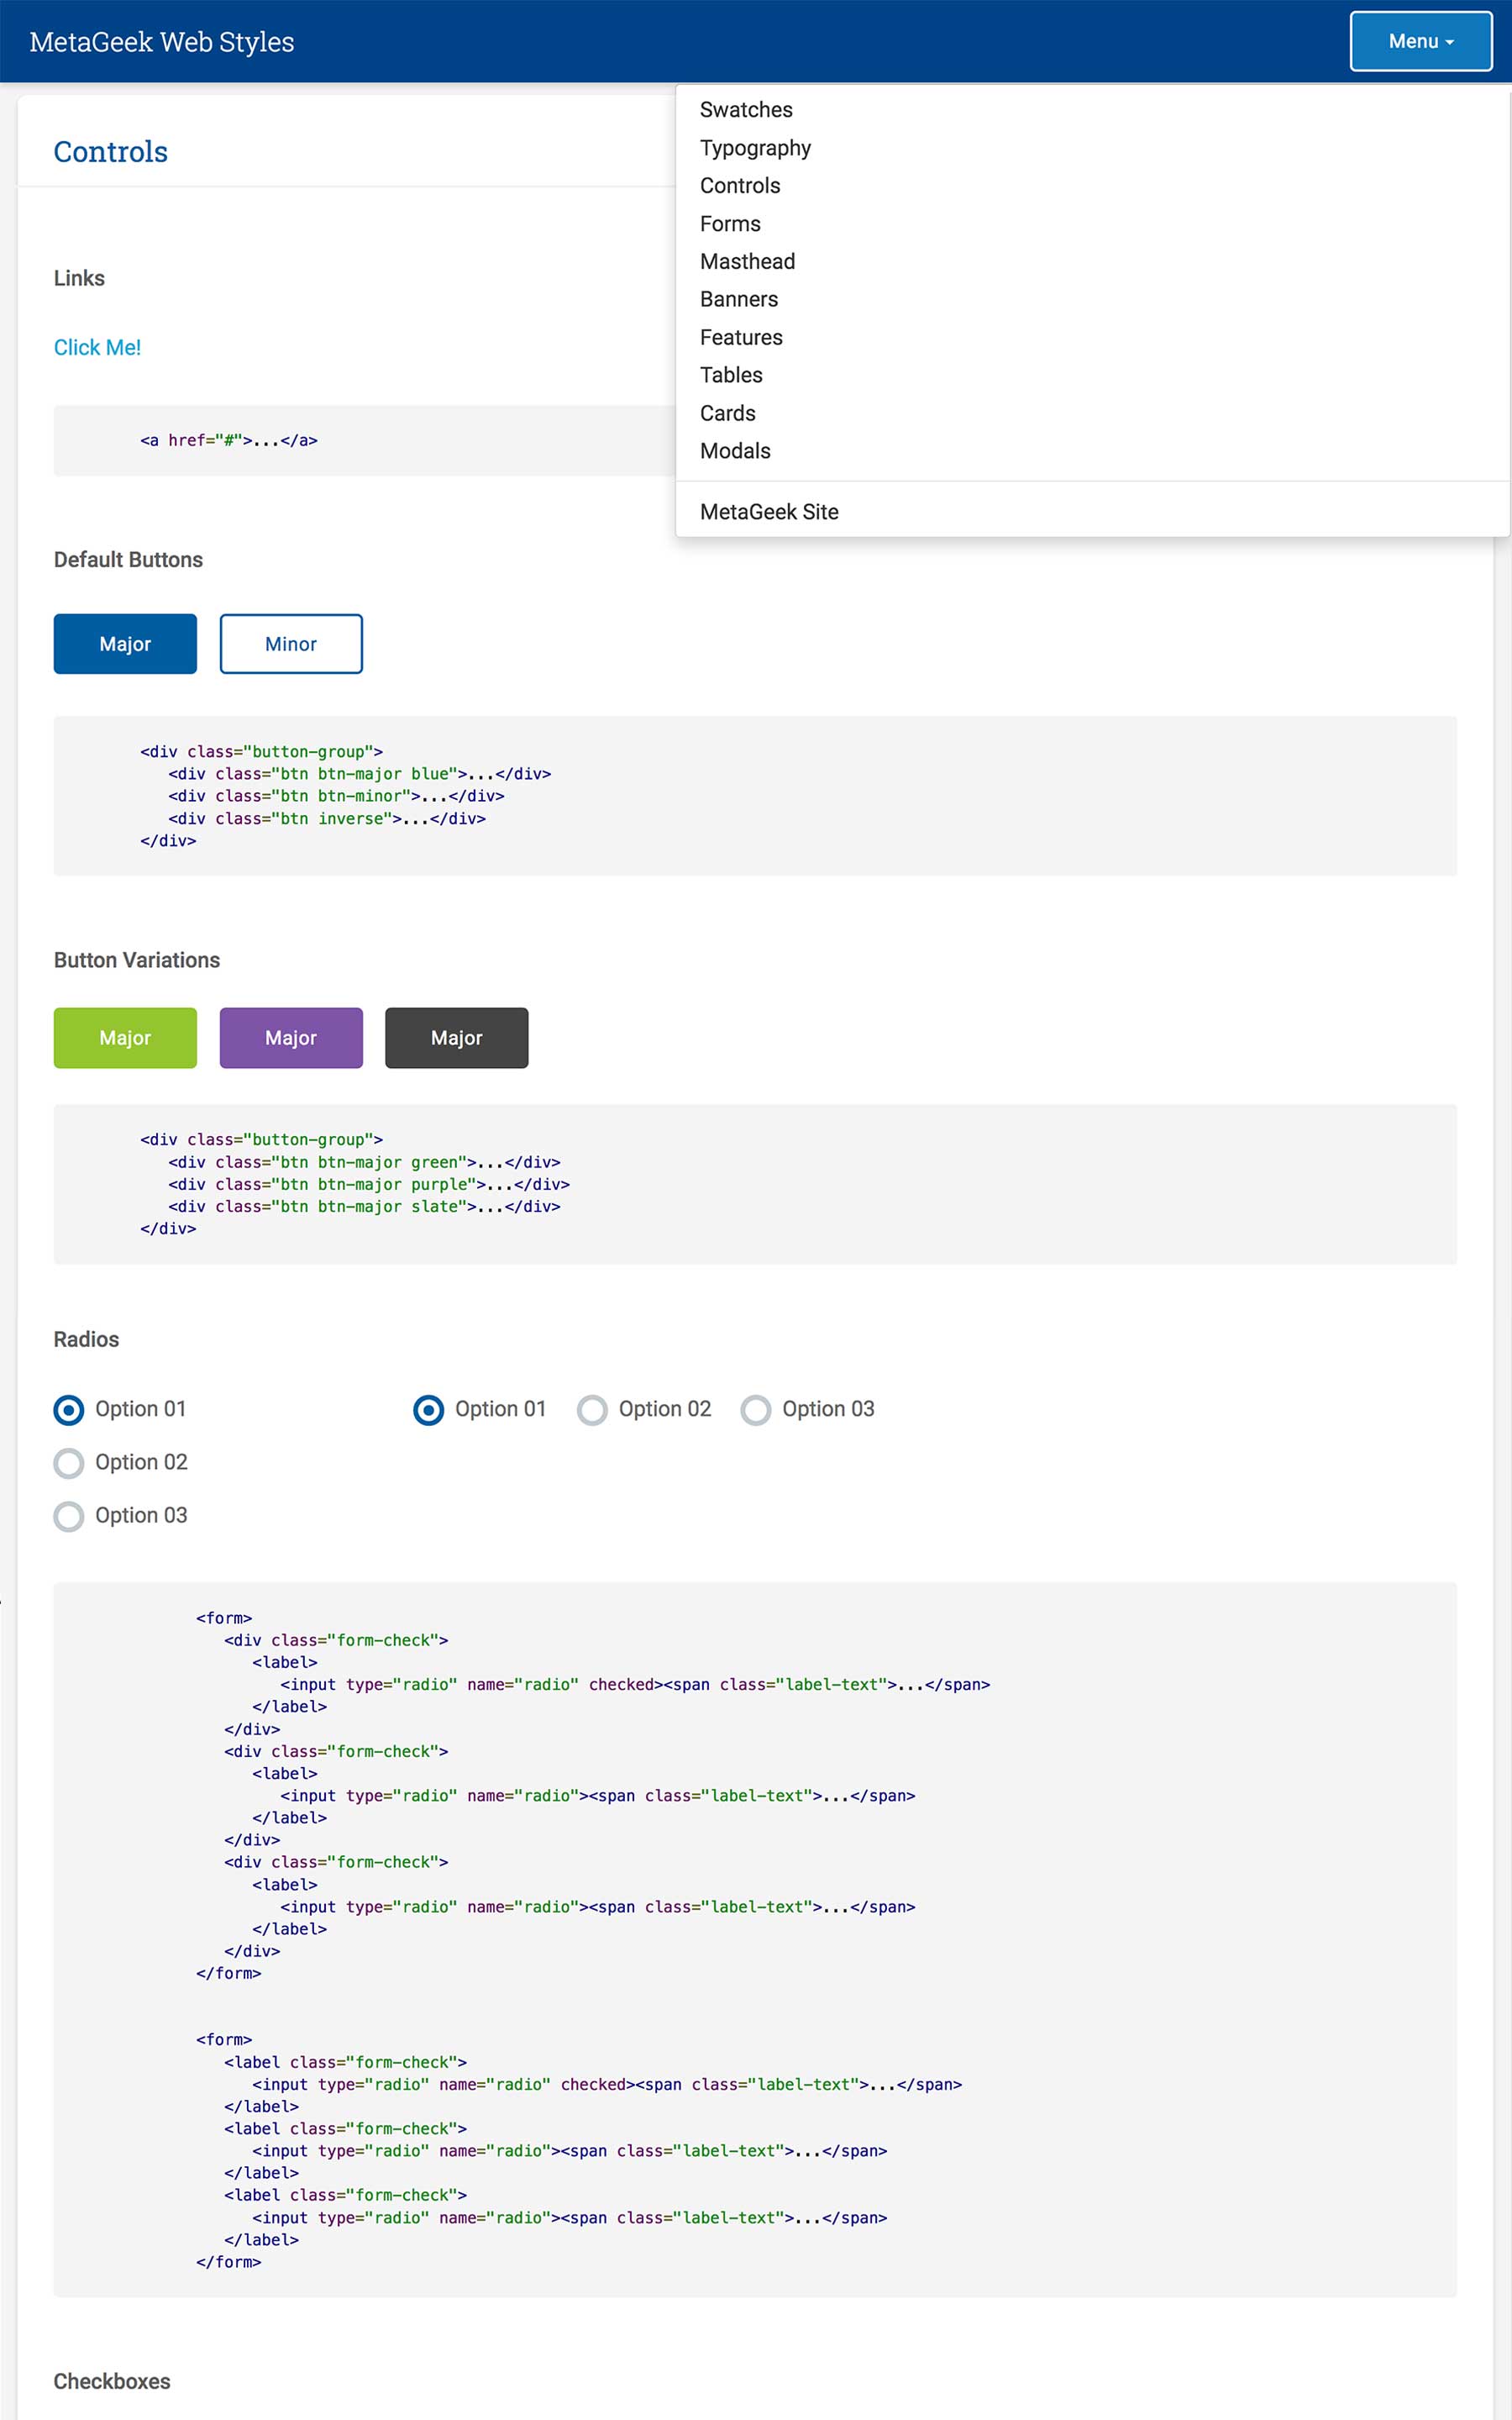 MetaGeek Web Styles
Menu
Swatches
Typography
Controls
Forms
Masthead
Banners
Features
Tables
Cards
Modals
MetaGeek Site
Controls
Links
Click Me!
<a href="#">...</a>
Default Buttons
Major
Minor
<div class="button-group">
<div class="btn btn-major blue">...</div>
<div class="btn btn-minor">...</div>
<div class="btn inverse">...</div>
</div>
Button Variations
Major
Major
Major
<div class="button-group">
<div class="btn btn-major green">...</div>
<div class="btn btn-major purple">...</div>
<div class="btn btn-major slate">...</div>
</div>
Radios
Option 01
Option 02
Option 03
Option 01 Option 02 Option 03
<form>
<div class="form-check">
<label>
<input type="radio" name="radio" checked><span class="label-text">...</span>
</label>
</div>
<div class="form-check">
<label>
<input type="radio" name="radio"><span class="label-text">...</span>
</label>
</div>
<div class="form-check">
<label>
<input type="radio" name="radio"><span class="label-text">...</span>
</label>
</div>
</form>
<form>
<label class="form-check">
<input type="radio" name="radio" checked><span class="label-text">...</span>
</label>
<label class="form-check">
<input type="radio" name="radio"><span class="label-text">...</span>
</label>
<label class="form-check">
<input type="radio" name="radio"><span class="label-text">...</span>
</label>
</form>
Checkboxes